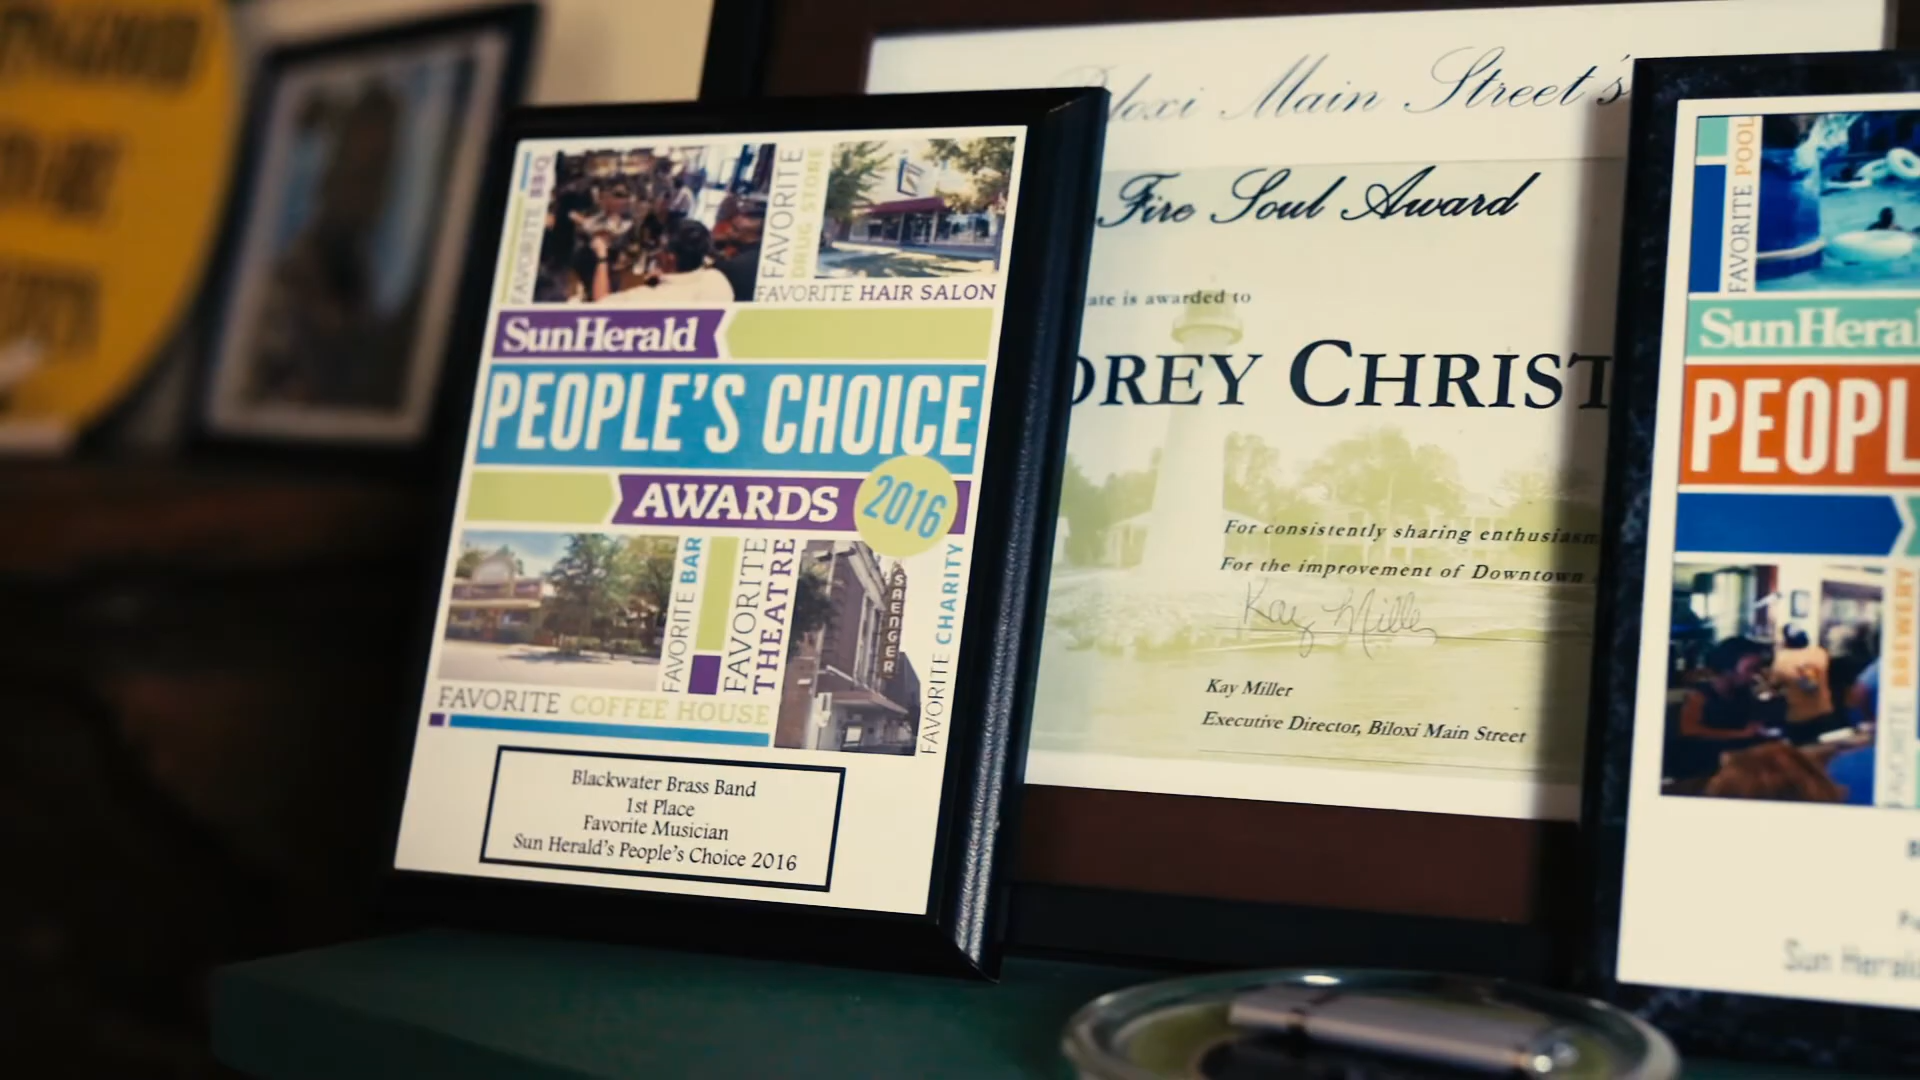 FAVORITE BBQ
FAVORITE
DRUG STORE
FAVORITE HAIR SALON
SunHerald
PEOPLE'S CHOICE
AWARDS
2016
FAVORITE BAR
FAVORITE
THEATRE
SAENGER
FAVORITE CHARITY
FAVORITE COFFEE HOUSE
Blackwater Brass Band
1st Place
Favorite Musician
Sun Herald's People's Choice 2016
Main Street's
Fire Soul Award
is awarded to
OREY CHRIST
For consistently sharing enthusiasm
For the improvement of Downtown
Kay Miller
Kay Miller
Executive Director, Biloxi Main Street
FAVORITE POOL
SunHeral
PEOPL
BREWERY
Sun Herald